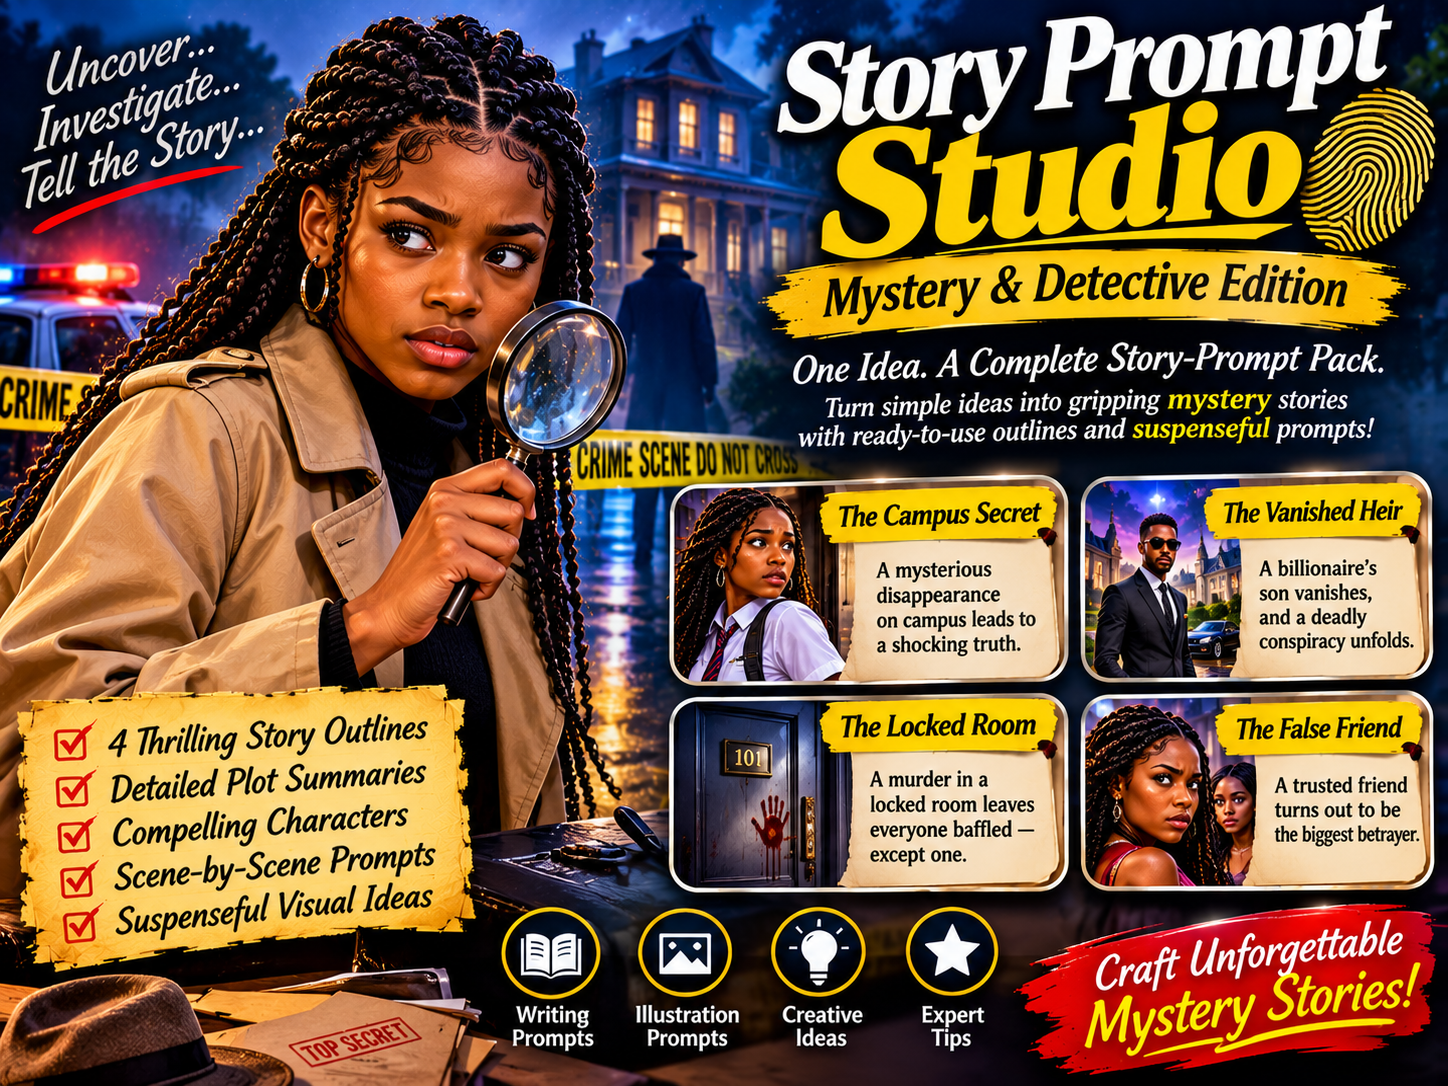 Uncover...
Investigate...
Tell the Story...
Story Prompt
Studio
Mystery & Detective Edition
One Idea. A Complete Story-Prompt Pack.
Turn simple ideas into gripping mystery stories
with ready-to-use outlines and suspenseful prompts!
CRIME S
CRIME SCENE DO NOT CROSS
The Campus Secret
A mysterious
disappearance
on campus leads to
a shocking truth.
The Vanished Heir
A billionaire's
son vanishes,
and a deadly
conspiracy unfolds.
101
The Locked Room
A murder in a
locked room leaves
everyone baffled —
except one.
The False Friend
A trusted friend
turns out to be
the biggest betrayer.
4 Thrilling Story Outlines
Detailed Plot Summaries
Compelling Characters
Scene-by-Scene Prompts
Suspenseful Visual Ideas
TOP SECRET
Writing
Prompts
Illustration
Prompts
Creative
Ideas
Expert
Tips
Craft Unforgettable
Mystery Stories!